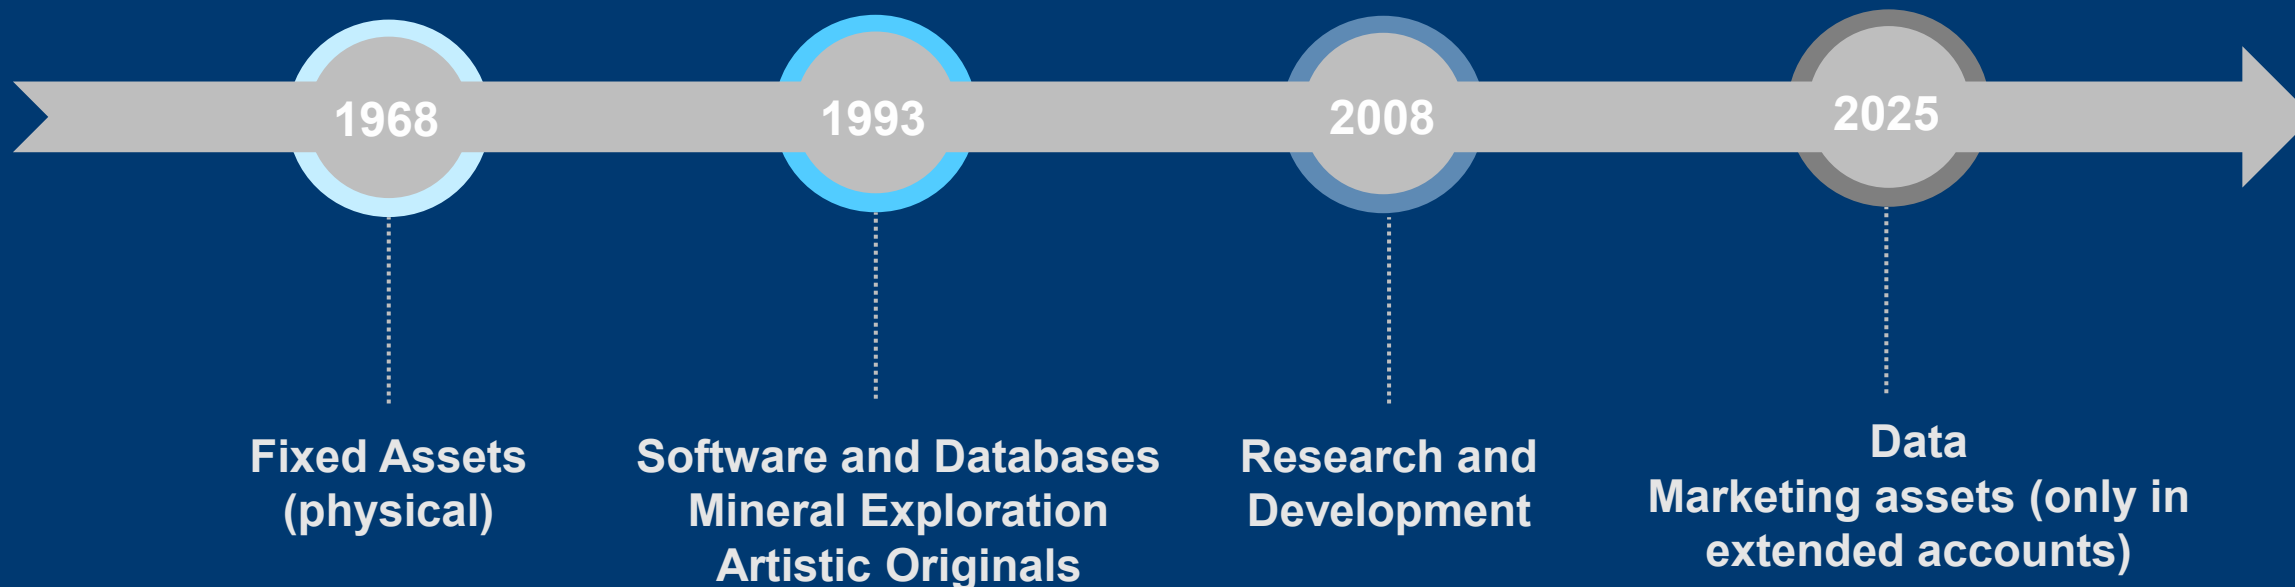 1968
1993
2008
2025
Fixed Assets
(physical)
Software and Databases
Mineral Exploration
Artistic Originals
Research and
Development
Data
Marketing assets (only in
extended accounts)